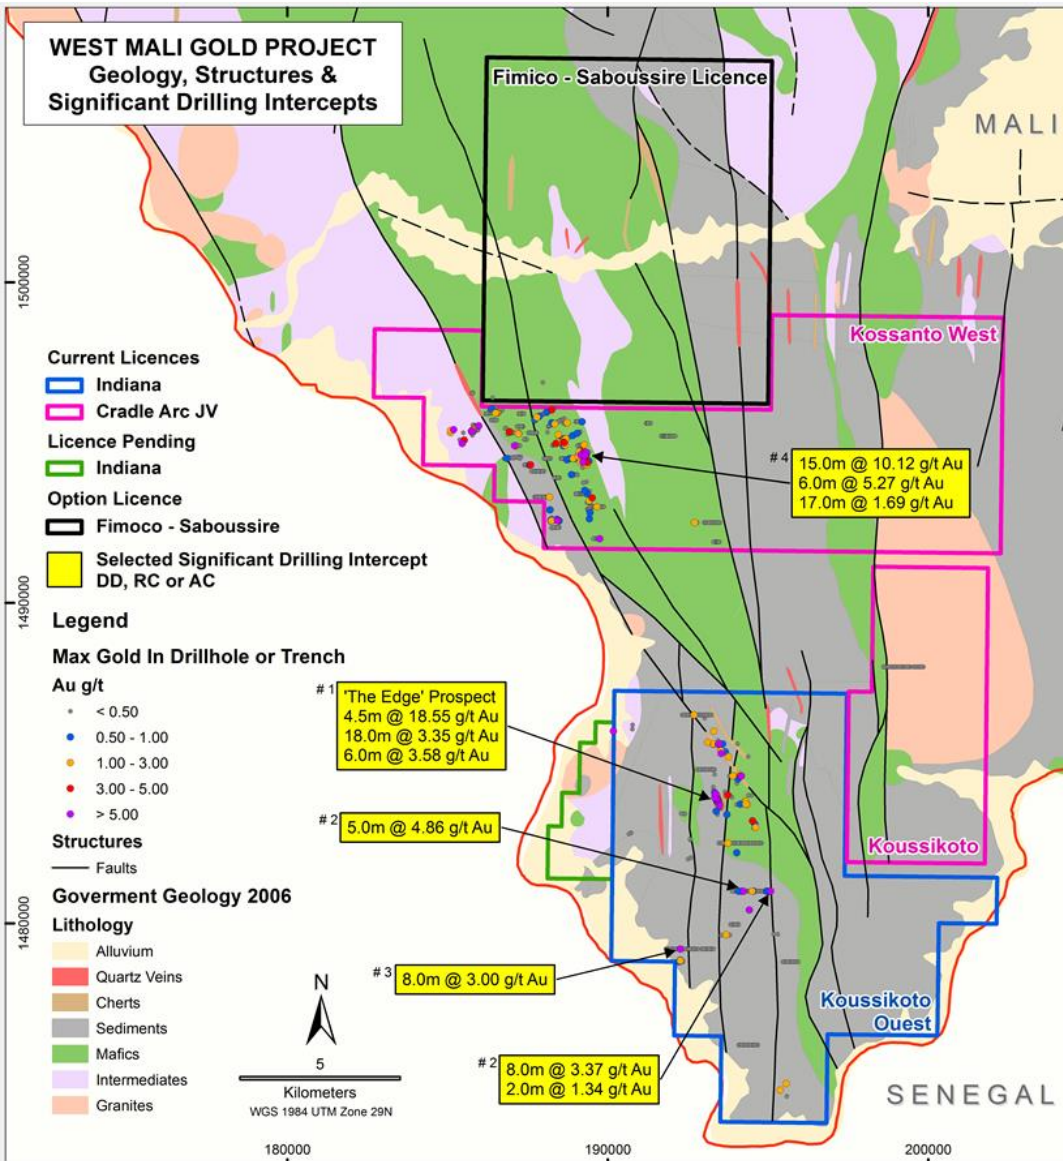 WEST MALI GOLD PROJECT
Geology, Structures &
Significant Drilling Intercepts
Fimico - Saboussire Licence
MALI
1500000
Kossanto West
Current Licences
Indiana
Cradle Arc JV
Licence Pending
Indiana
Option Licence
Fimoco - Saboussire
Selected Significant Drilling Intercept
DD, RC or AC
# 4
15.0m @ 10.12 g/t Au
6.0m @ 5.27 g/t Au
17.0m @ 1.69 g/t Au
1490000
Legend
Max Gold In Drillhole or Trench
Au g/t
< 0.50
0.50 - 1.00
1.00 - 3.00
3.00 - 5.00
> 5.00
# 1
'The Edge' Prospect
4.5m @ 18.55 g/t Au
18.0m @ 3.35 g/t Au
6.0m @ 3.58 g/t Au
# 2
5.0m @ 4.86 g/t Au
Koussikoto
Structures
Faults
Goverment Geology 2006
Lithology
Alluvium
Quartz Veins
Cherts
Sediments
Mafics
Intermediates
Granites
1480000
# 3
8.0m @ 3.00 g/t Au
Koussikoto
Ouest
N
5
Kilometers
WGS 1984 UTM Zone 29N
# 2
8.0m @ 3.37 g/t Au
2.0m @ 1.34 g/t Au
SENEGAL
180000
190000
200000